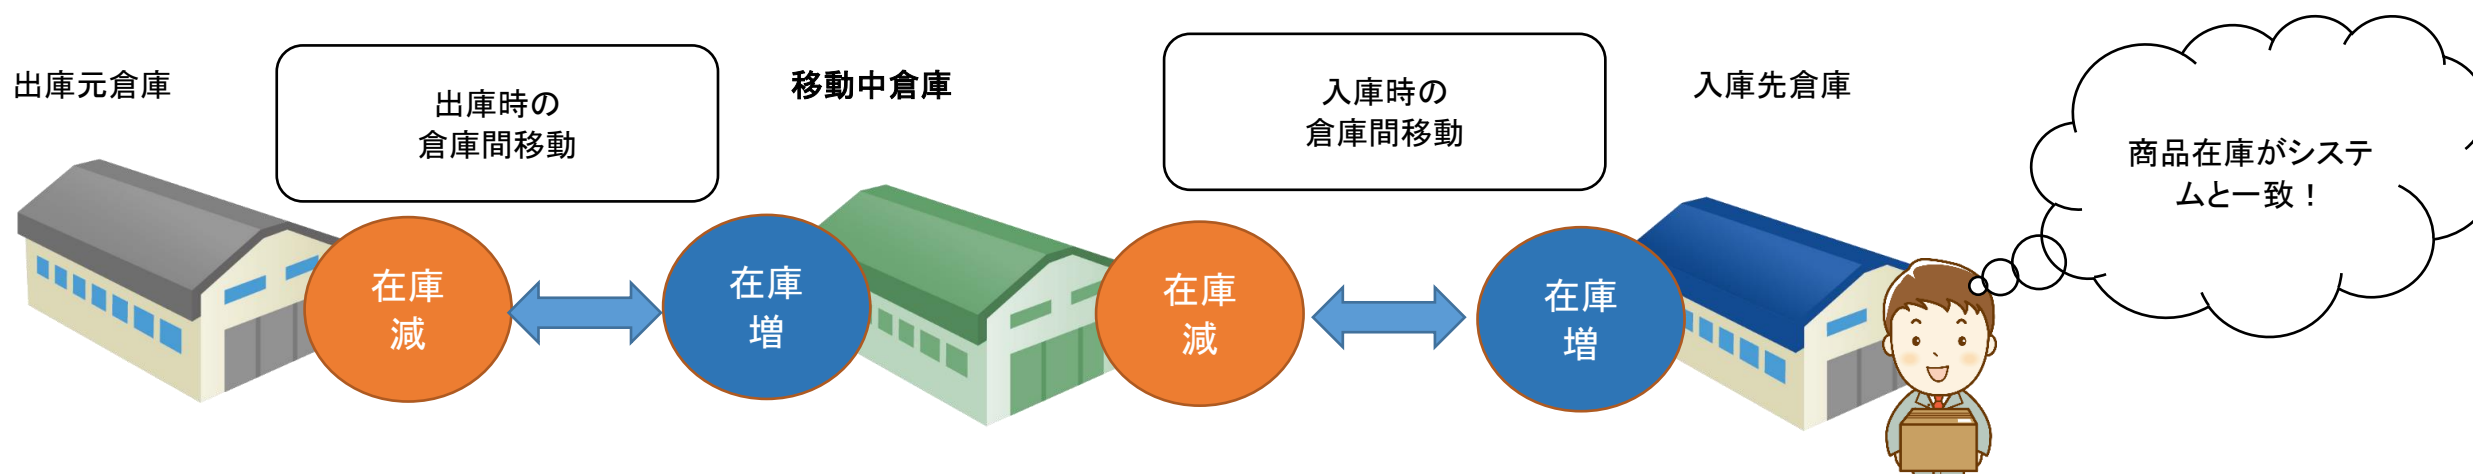 出庫元倉庫
出庫時の
倉庫間移動
移動中倉庫
入庫時の
倉庫間移動
入庫先倉庫
商品在庫がシステ
ムと一致！
在庫
減
在庫
増
在庫
減
在庫
増